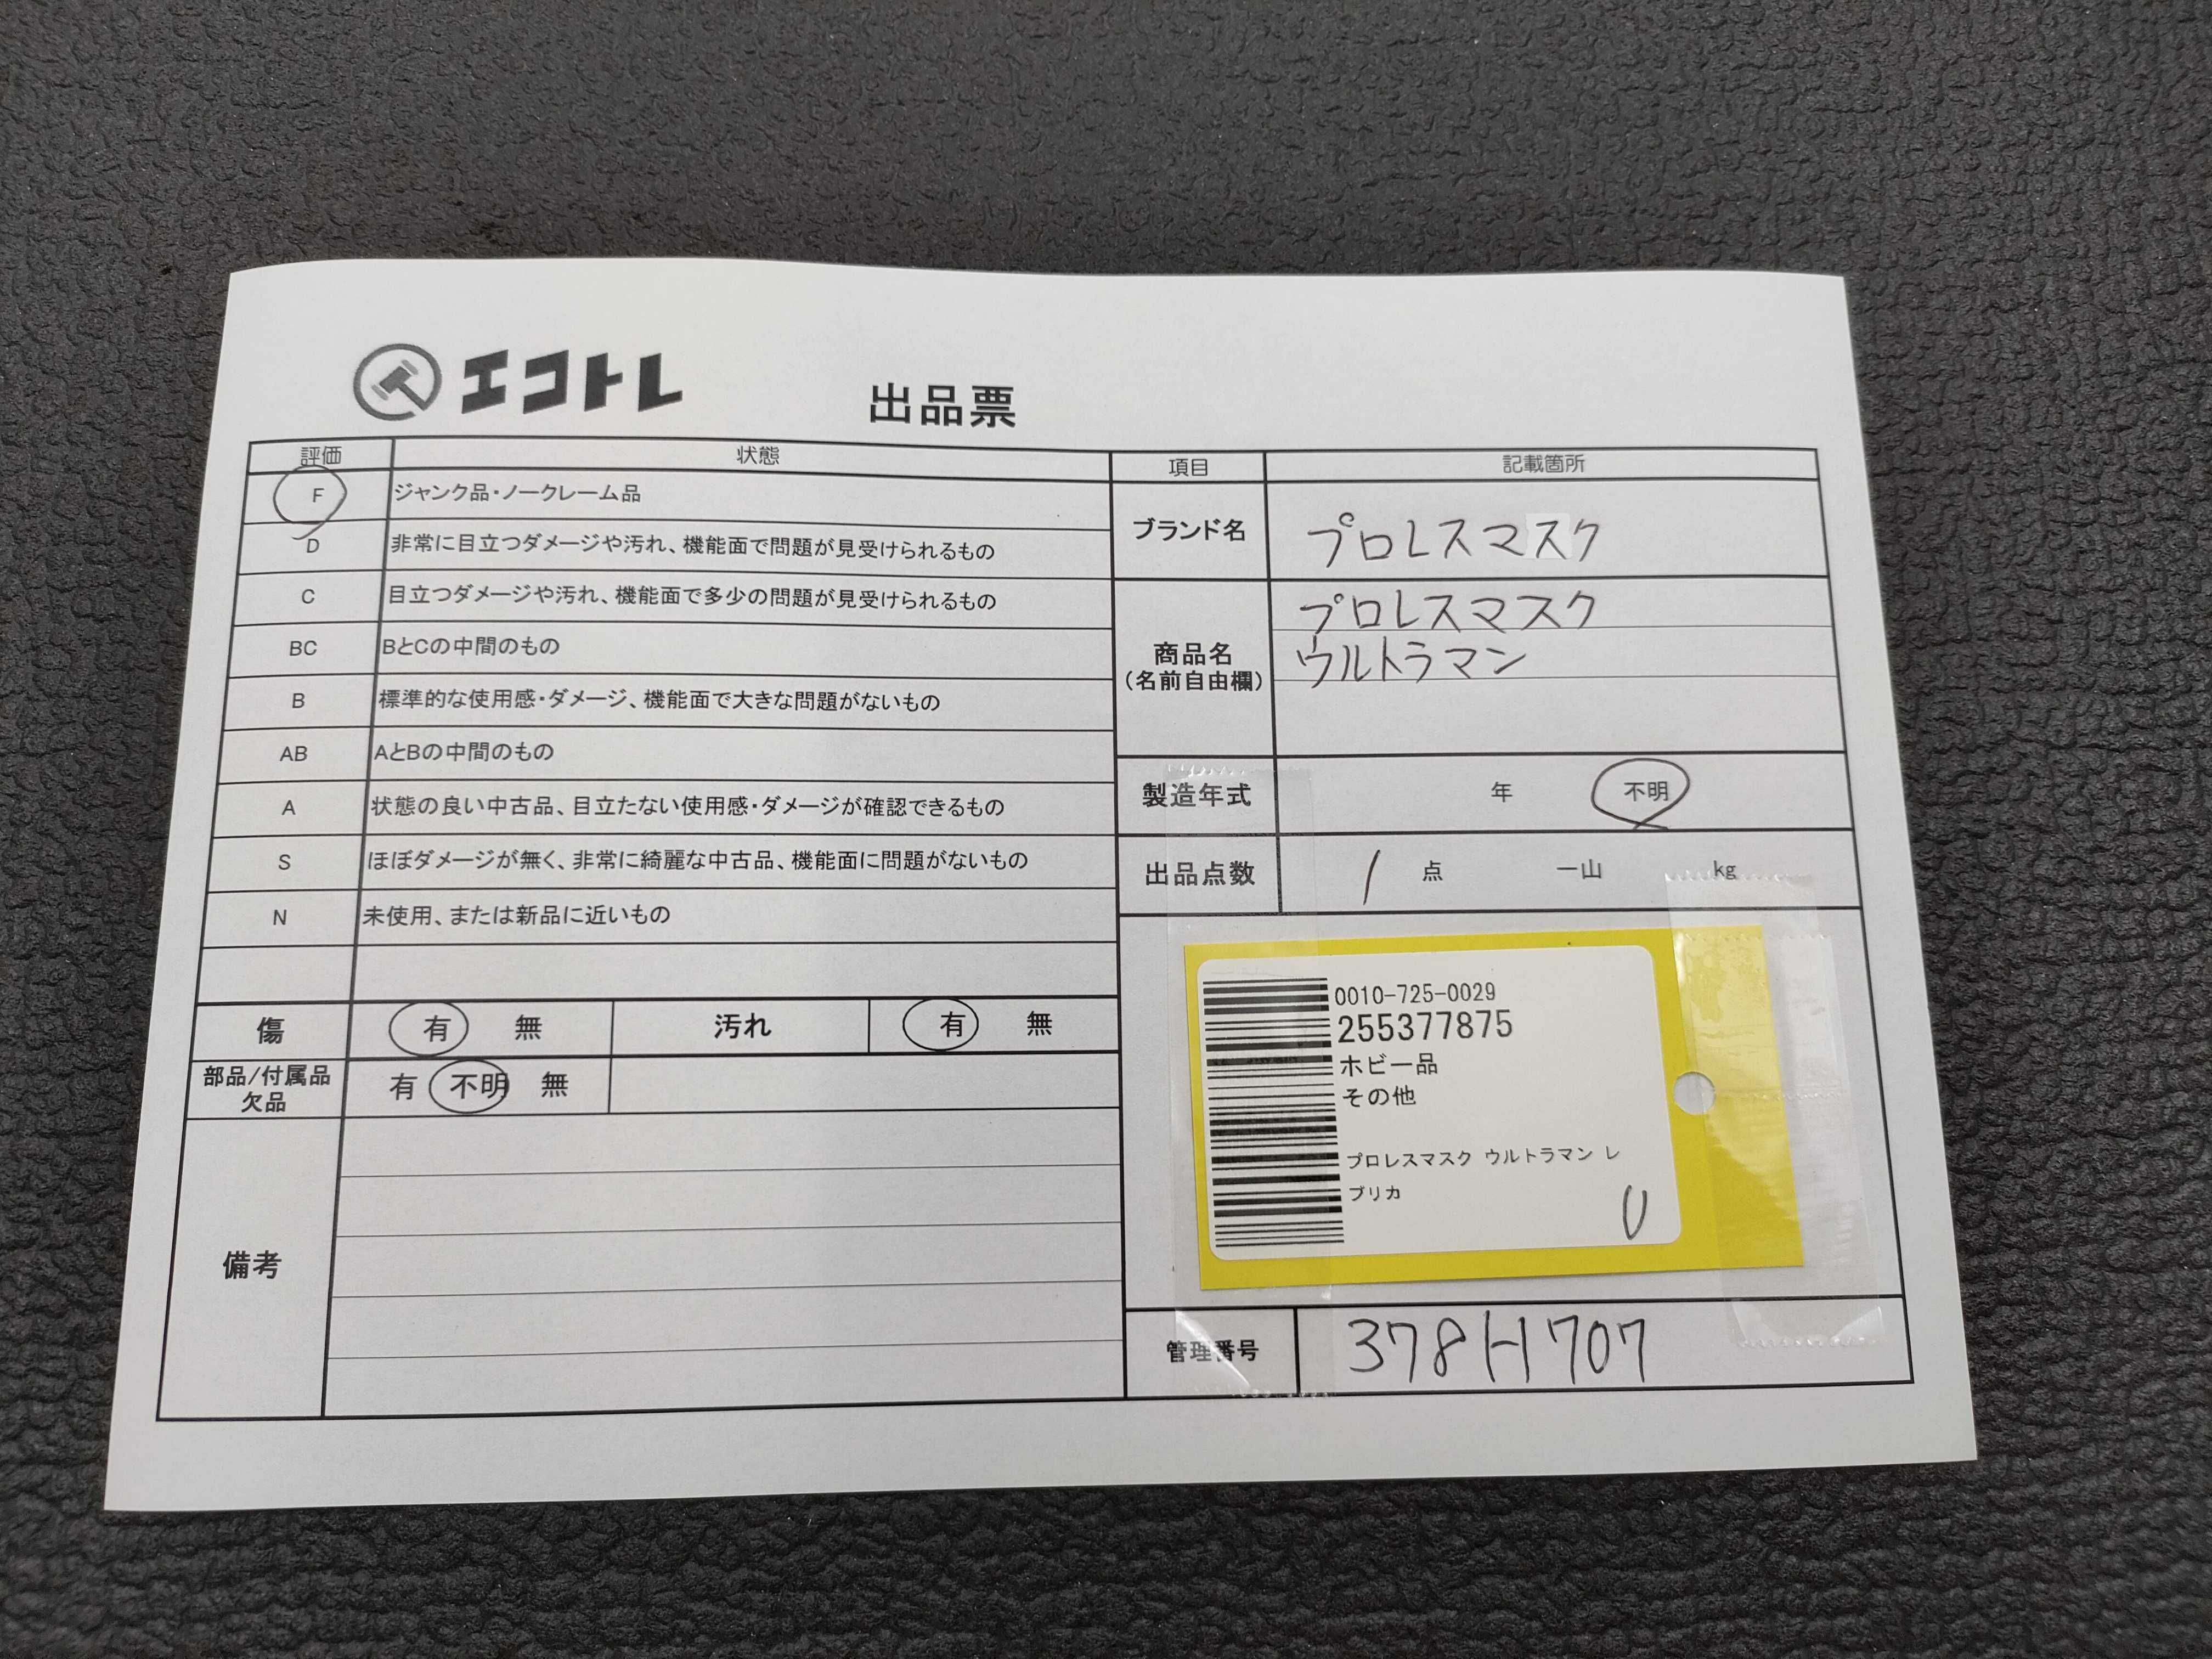 エコトレ
出品票
評価 状態
F ジャンク品・ノークレーム品
D 非常に目立つダメージや汚れ、機能面で問題が見受けられるもの
C 目立つダメージや汚れ、機能面で多少の問題が見受けられるもの
BC BとCの中間のもの
B 標準的な使用感・ダメージ、機能面で大きな問題がないもの
AB AとBの中間のもの
A 状態の良い中古品、目立たない使用感・ダメージが確認できるもの
S ほぼダメージが無く、非常に綺麗な中古品、機能面に問題がないもの
N 未使用、または新品に近いもの
傷 有 無 汚れ 有 無
部品/付属品
欠品 有 不明 無
備考
項目 記載箇所
ブランド名 プロレスマスク
商品名
(名前自由欄)
プロレスマスク
ウルトラマン
製造年式 年 不明
出品点数 1 点 一山 kg
0010-725-0029
255377875
ホビー品
その他
プロレスマスク ウルトラマン レ
プリカ
U
管理番号 378H707